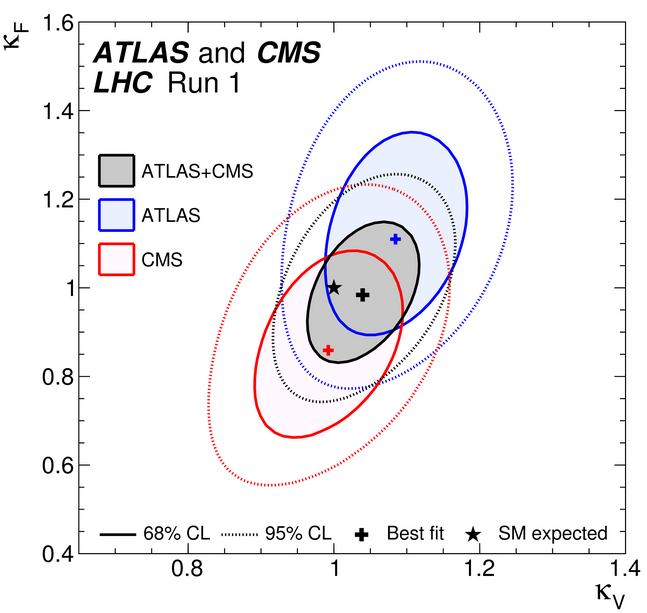 κF
1.6
ATLAS and CMS
LHC Run 1
1.4
ATLAS+CMS
1.2
ATLAS
CMS
1
0.8
0.6
68% CL 95% CL Best fit SM expected
0.4
0.8 1 1.2 1.4
κV